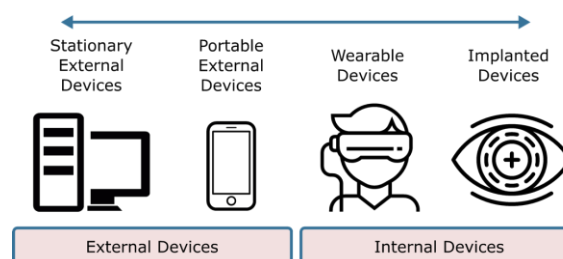 Stationary
External
Devices
Portable
External
Devices
Wearable
Devices
Implanted
Devices
External Devices
Internal Devices